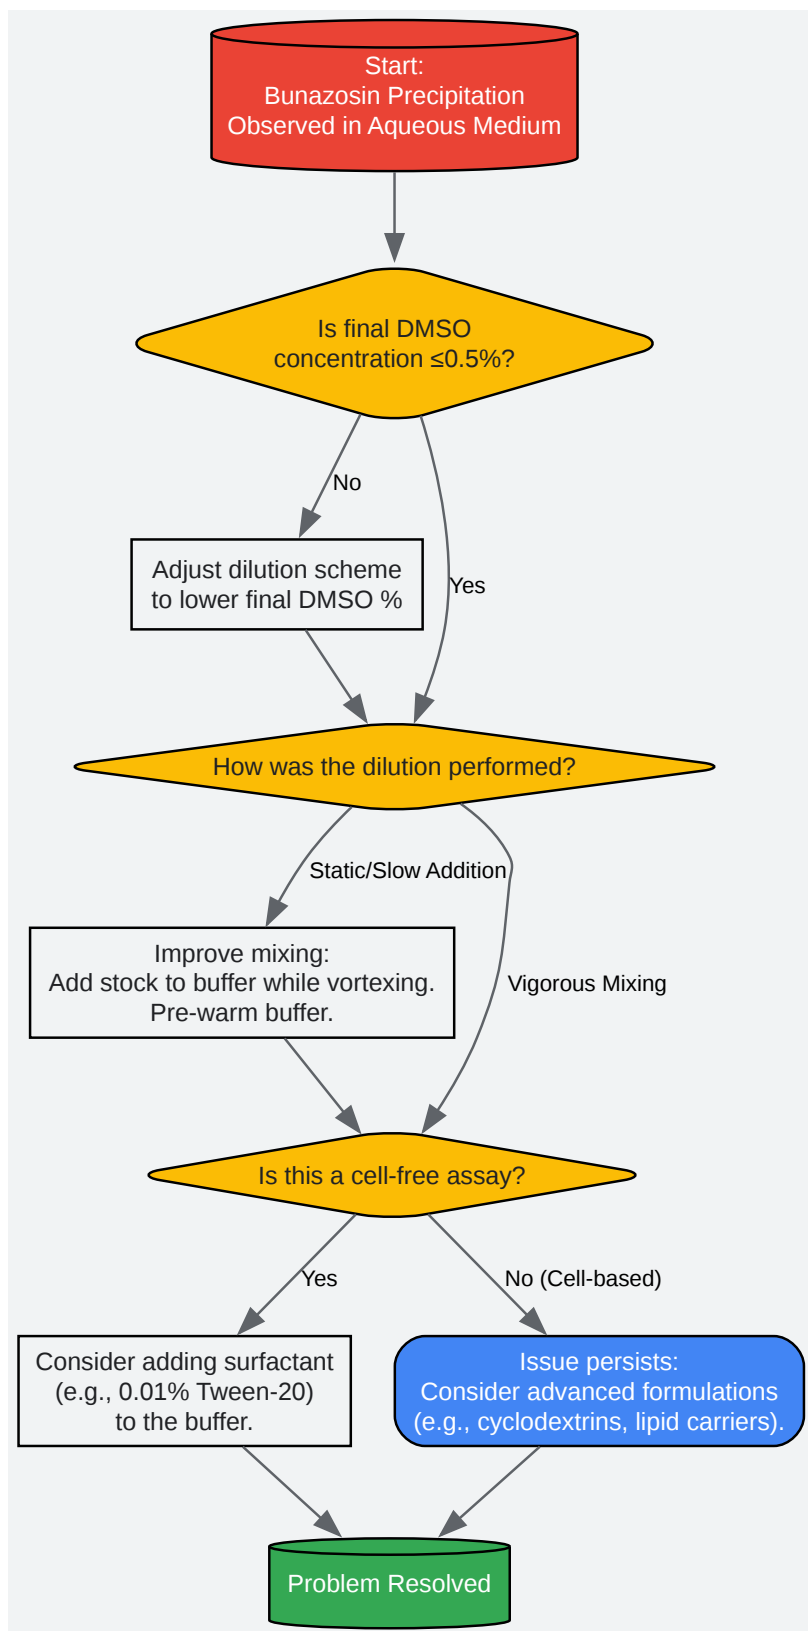 Start:
Bunazosin Precipitation
Observed in Aqueous Medium
Is final DMSO
concentration ≤0.5%?
No
Adjust dilution scheme
to lower final DMSO %
Yes
How was the dilution performed?
Static/Slow Addition
Improve mixing:
Add stock to buffer while vortexing.
Pre-warm buffer.
Vigorous Mixing
Is this a cell-free assay?
Yes
No (Cell-based)
Consider adding surfactant
(e.g., 0.01% Tween-20)
to the buffer.
Issue persists:
Consider advanced formulations
(e.g., cyclodextrins, lipid carriers).
Problem Resolved